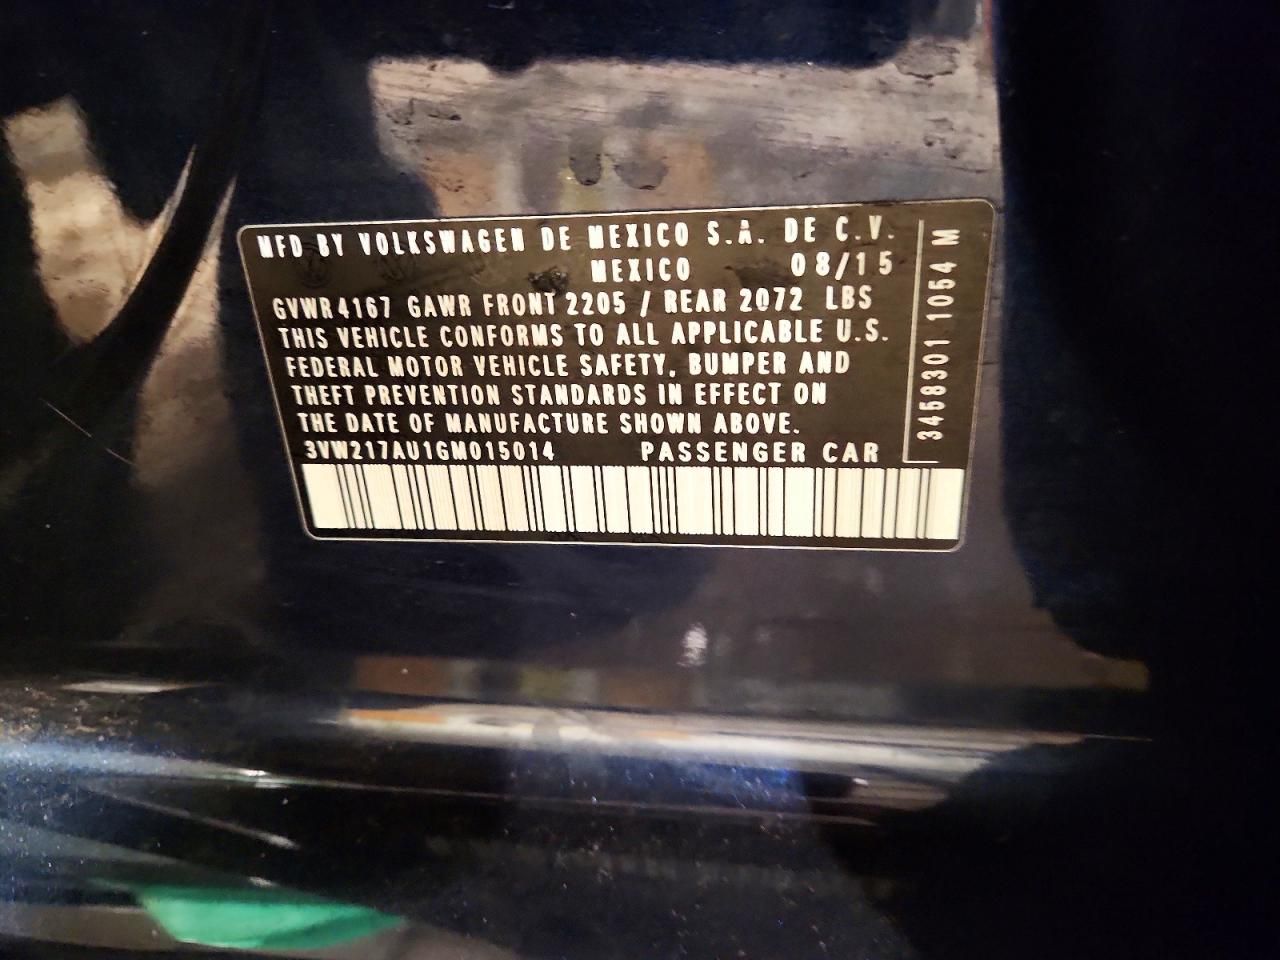 MFD BY VOLKSWAGEN DE MEXICO S.A. DE C.V.
MEXICO 08/15
GVWR 4167 GAWR FRONT 2205 / REAR 2072 LBS
THIS VEHICLE CONFORMS TO ALL APPLICABLE U.S.
FEDERAL MOTOR VEHICLE SAFETY, BUMPER AND
THEFT PREVENTION STANDARDS IN EFFECT ON
THE DATE OF MANUFACTURE SHOWN ABOVE.
3VW217AU1GM015014 PASSENGER CAR
3458301 1054 M